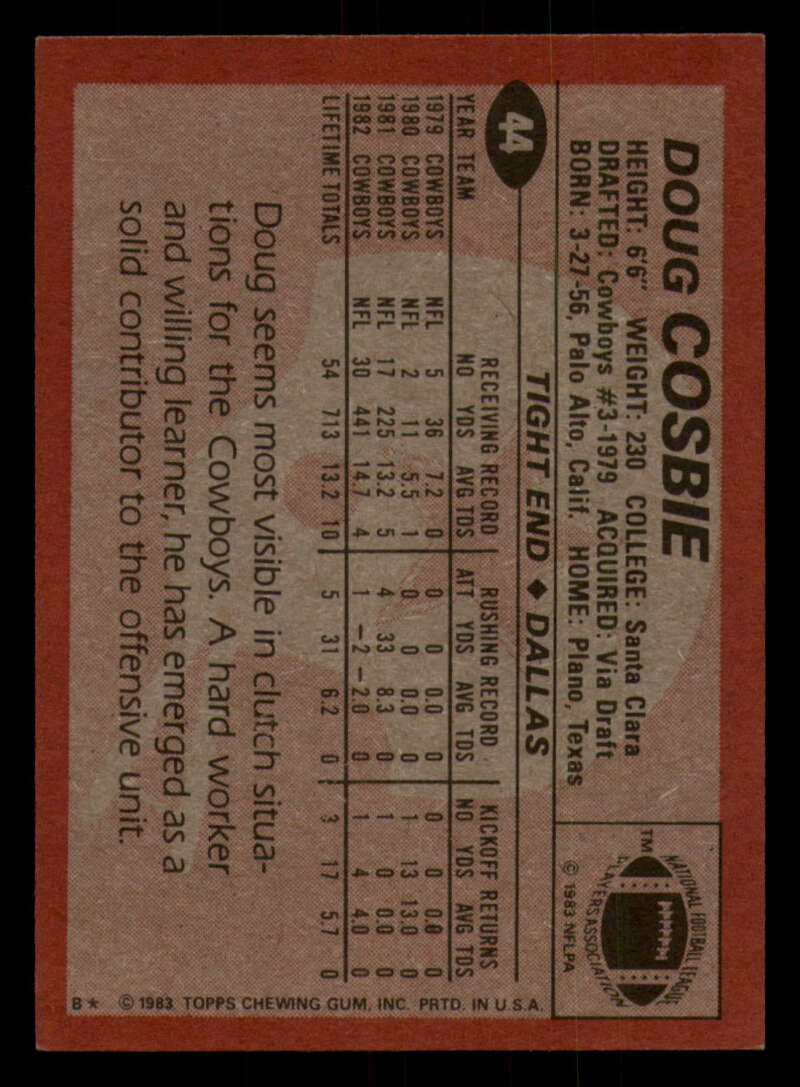 44
DOUG COSBIE
HEIGHT: 6'6" WEIGHT: 230 COLLEGE: Santa Clara
DRAFTED: Cowboys #3-1979 ACQUIRED: Via Draft
BORN: 3-27-56, Palo Alto, Calif. HOME: Plano, Texas
TIGHT END ♦ DALLAS
TM
NATIONAL FOOTBALL LEAGUE
PLAYERS ASSOCIATION
© 1983 NFLPA
RECEIVING RECORD RUSHING RECORD KICKOFF RETURNS
YEAR TEAM NO YDS AVG TDS ATT YDS AVG TDS NO YDS AVG TDS
1979 COWBOYS NFL 5 36 7.2 0 0 0 0.0 0 0 0 0.0 0
1980 COWBOYS NFL 2 11 5.5 1 0 0 0.0 0 1 13 13.0 0
1981 COWBOYS NFL 17 225 13.2 5 4 33 8.3 0 1 0 0.0 0
1982 COWBOYS NFL 30 441 14.7 4 1 -2 -2.0 0 1 4 4.0 0
LIFETIME TOTALS 54 713 13.2 10 5 31 6.2 0 3 17 5.7 0
Doug seems most visible in clutch situa-
tions for the Cowboys. A hard worker
and willing learner, he has emerged as a
solid contributor to the offensive unit.
B★ © 1983 TOPPS CHEWING GUM, INC. PRTD. IN U.S.A.